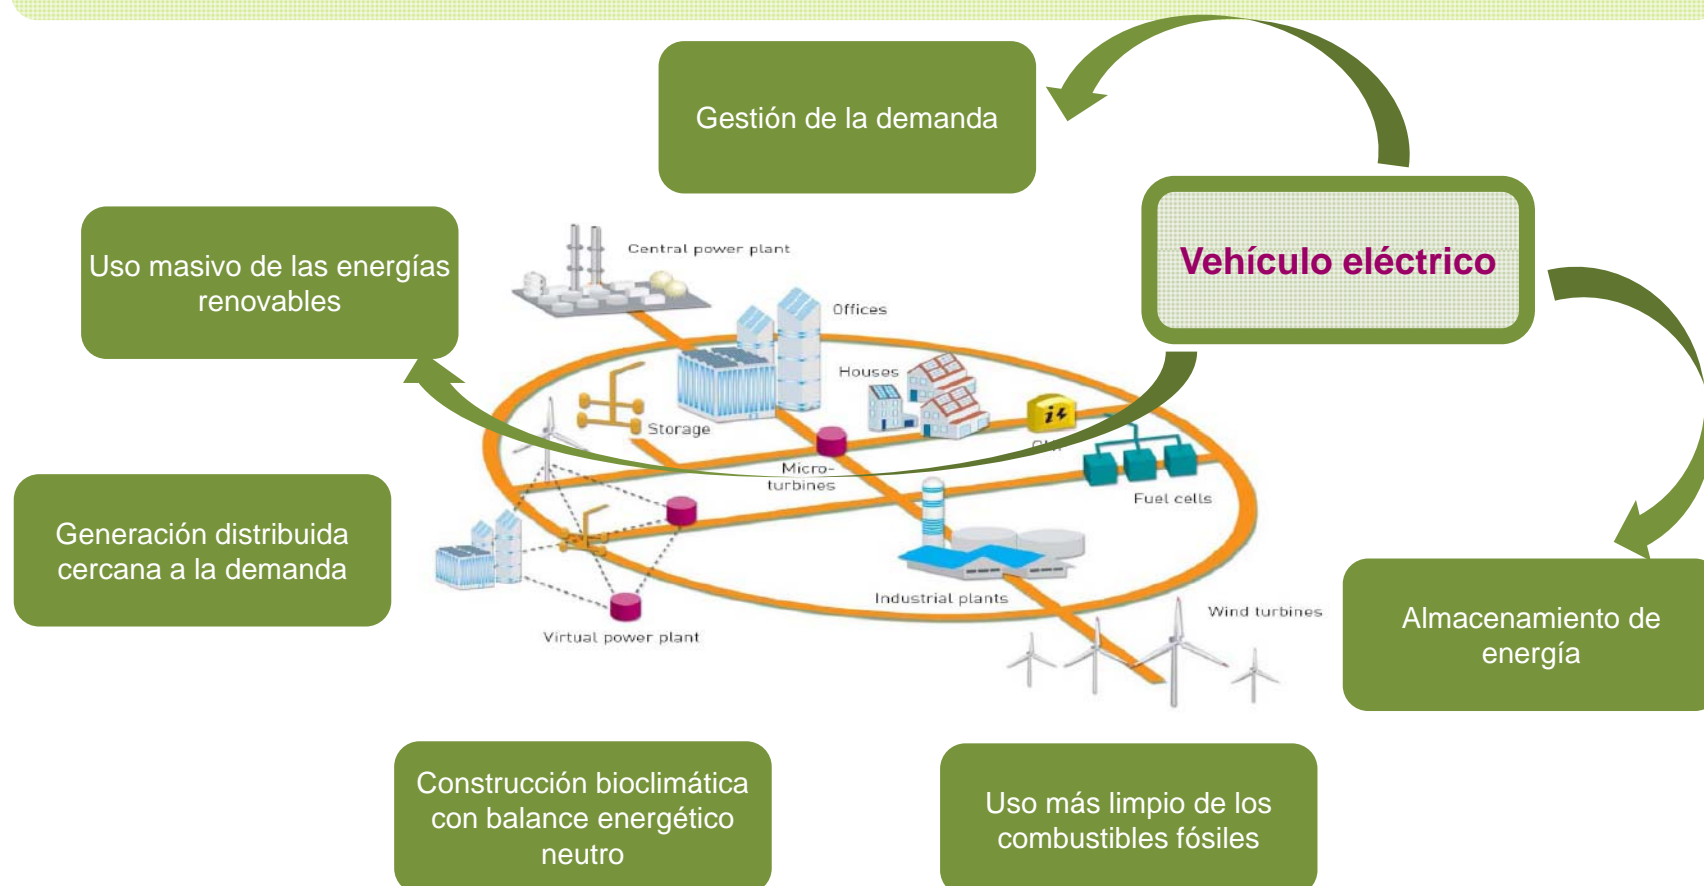 Gestión de la demanda
Vehículo eléctrico
Uso masivo de las energías
renovables
Central power plant
Offices
Houses
Storage
Micro-
turbines
Fuel cells
Generación distribuida
cercana a la demanda
Industrial plants
Virtual power plant
Wind turbines
Almacenamiento de
energía
Construcción bioclimática
con balance energético
neutro
Uso más limpio de los
combustibles fósiles